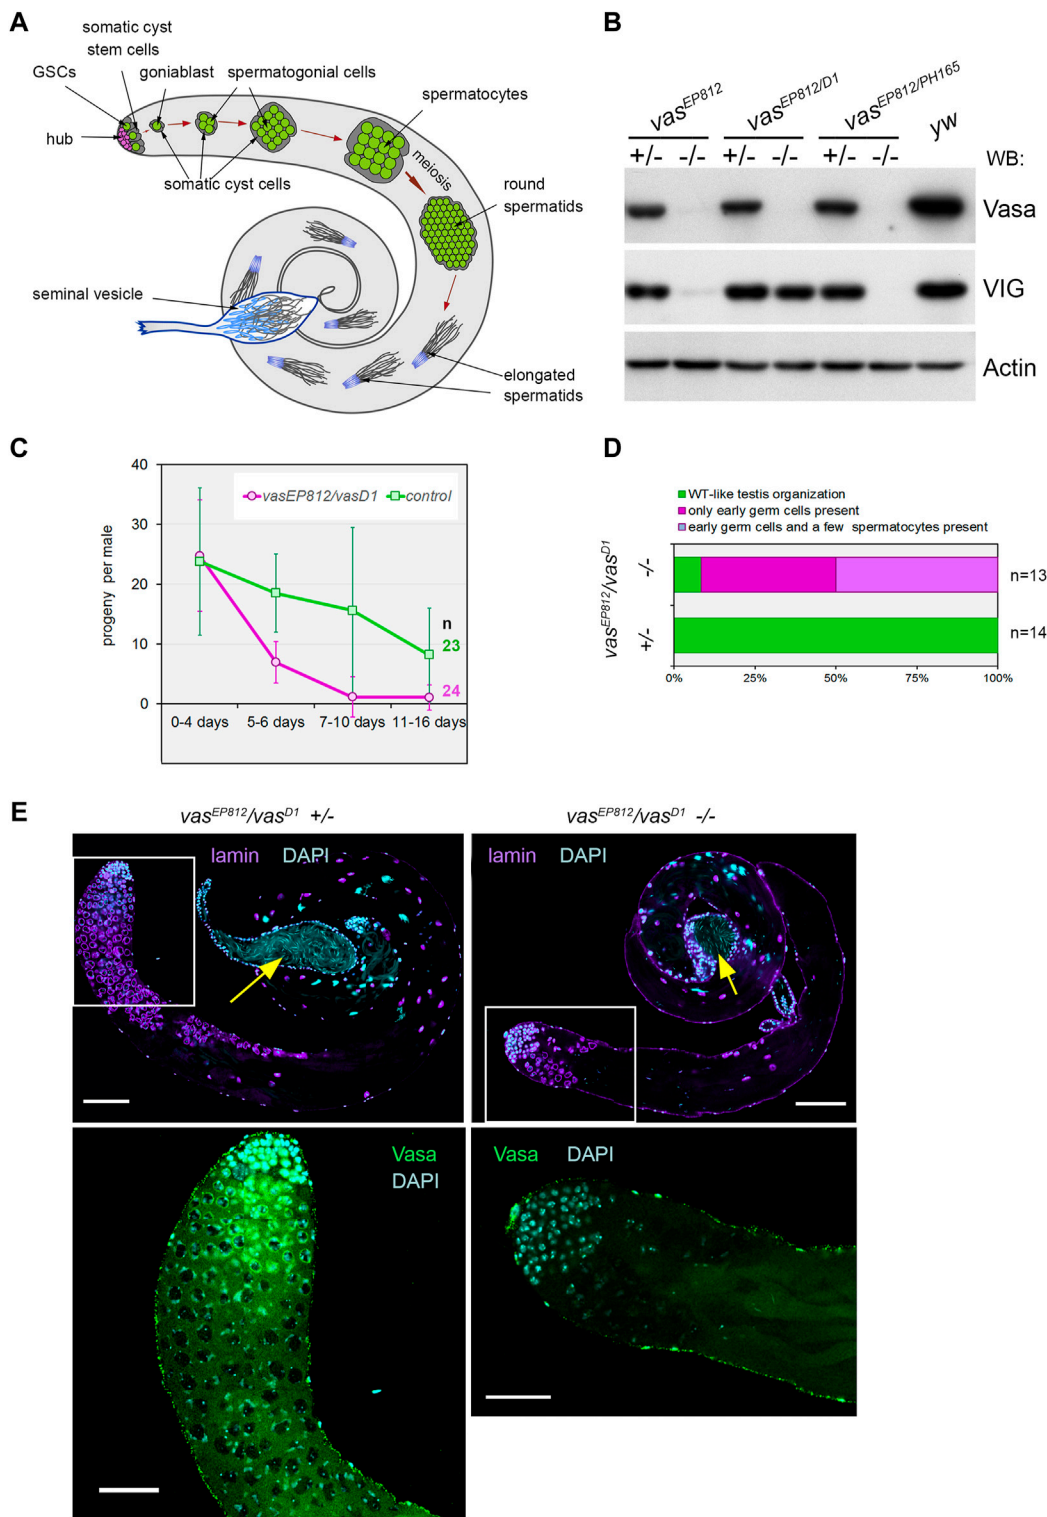 A
somatic cyst
stem cells
GSCs
goniablast
spermatogonial cells
spermatocytes
hub
somatic cyst cells
meiosis
round
spermatids
seminal vesicle
elongated
spermatids
B
vasEP812
vasEP812/D1
vasEP812/PH165
yw
+/- -/- +/- -/- +/- -/- WB:
Vasa
VIG
Actin
C
progeny per male
40
30
20
10
0
vasEP812/vasD1 control
n
23
24
0-4 days 5-6 days 7-10 days 11-16 days
D
WT-like testis organization
only early germ cells present
early germ cells and a few spermatocytes present
vasEP812/vasD1
-/-
+/-
n=13
n=14
0% 25% 50% 75% 100%
E
vasEP812/vasD1 +/-
vasEP812/vasD1 -/-
lamin DAPI
lamin DAPI
Vasa
DAPI
Vasa DAPI